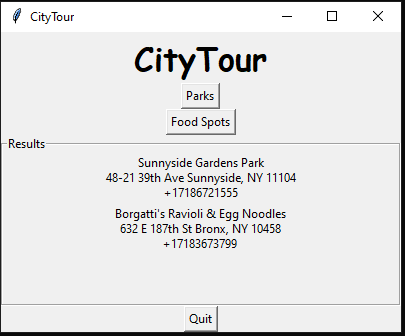 CityTour
CityTour
Parks
Food Spots
Results
Sunnyside Gardens Park
48-21 39th Ave Sunnyside, NY 11104
+17186721555
Borgatti's Ravioli & Egg Noodles
632 E 187th St Bronx, NY 10458
+17183673799
Quit